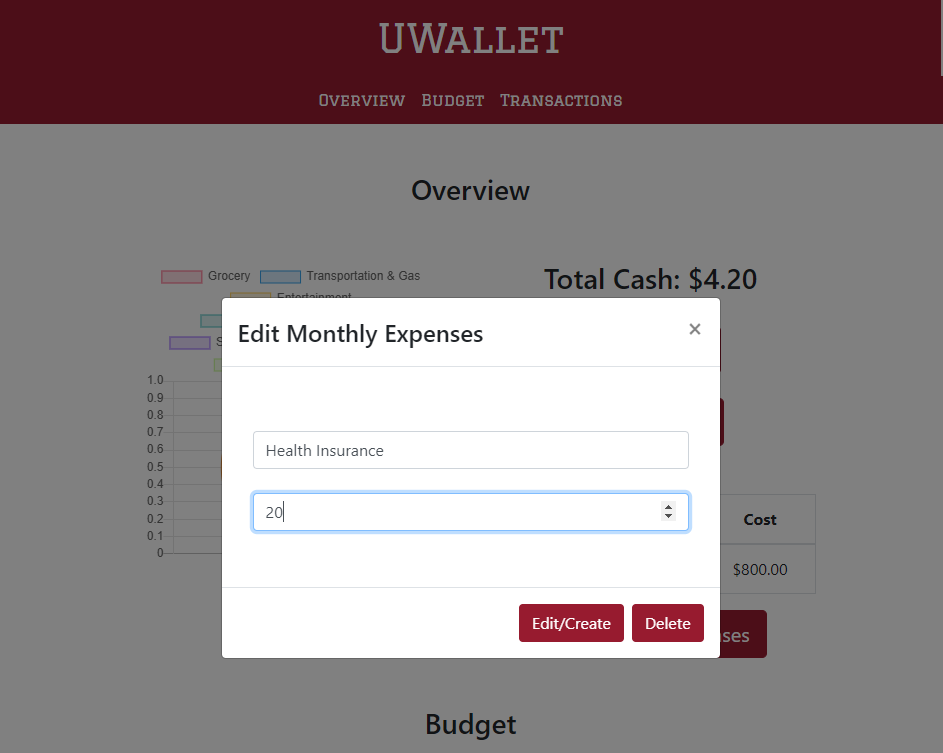 UWallet
Overview Budget Transactions
Overview
Grocery Transportation & Gas
Entertainment
Total Cash: $4.20
Edit Monthly Expenses ×
1.0
0.9
0.8
0.7
0.6
0.5
0.4
0.3
0.2
0.1
0
Health Insurance
20
Cost
$800.00
Edit/Create Delete
Budget